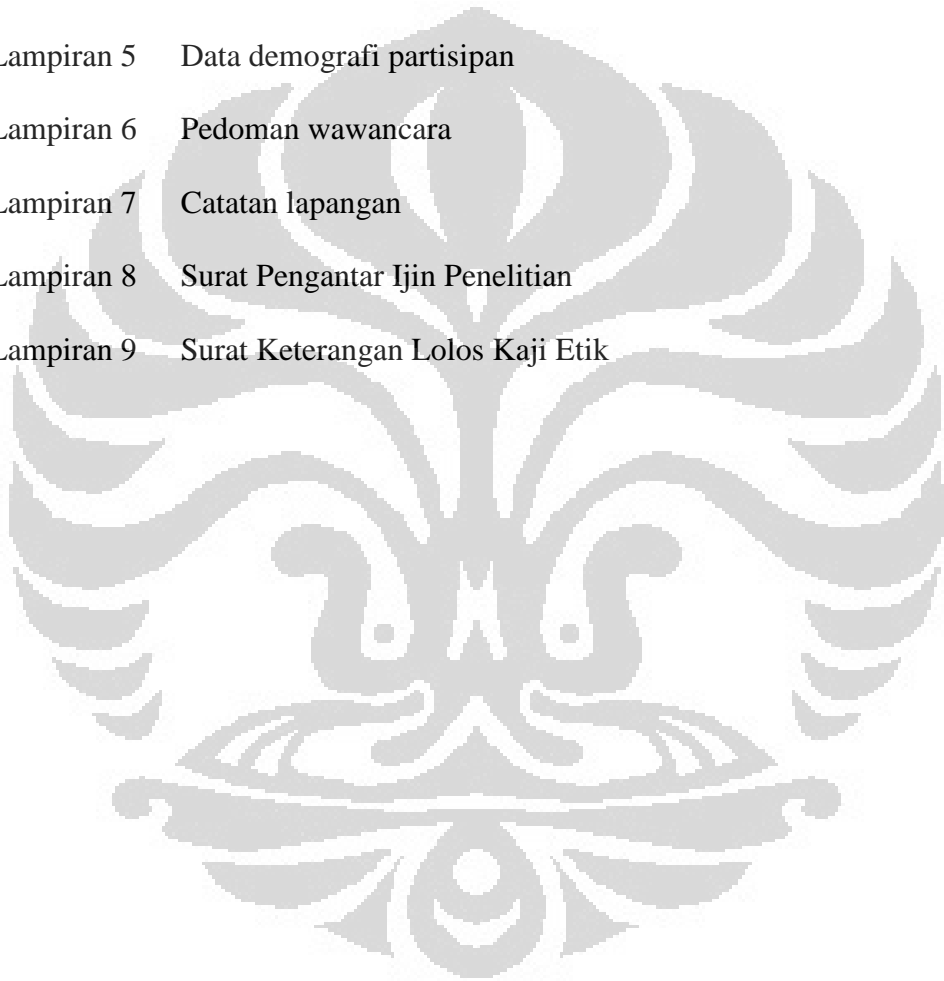 Lampiran 5 Data demografi partisipan
Lampiran 6 Pedoman wawancara
Lampiran 7 Catatan lapangan
Lampiran 8 Surat Pengantar Ijin Penelitian
Lampiran 9 Surat Keterangan Lolos Kaji Etik